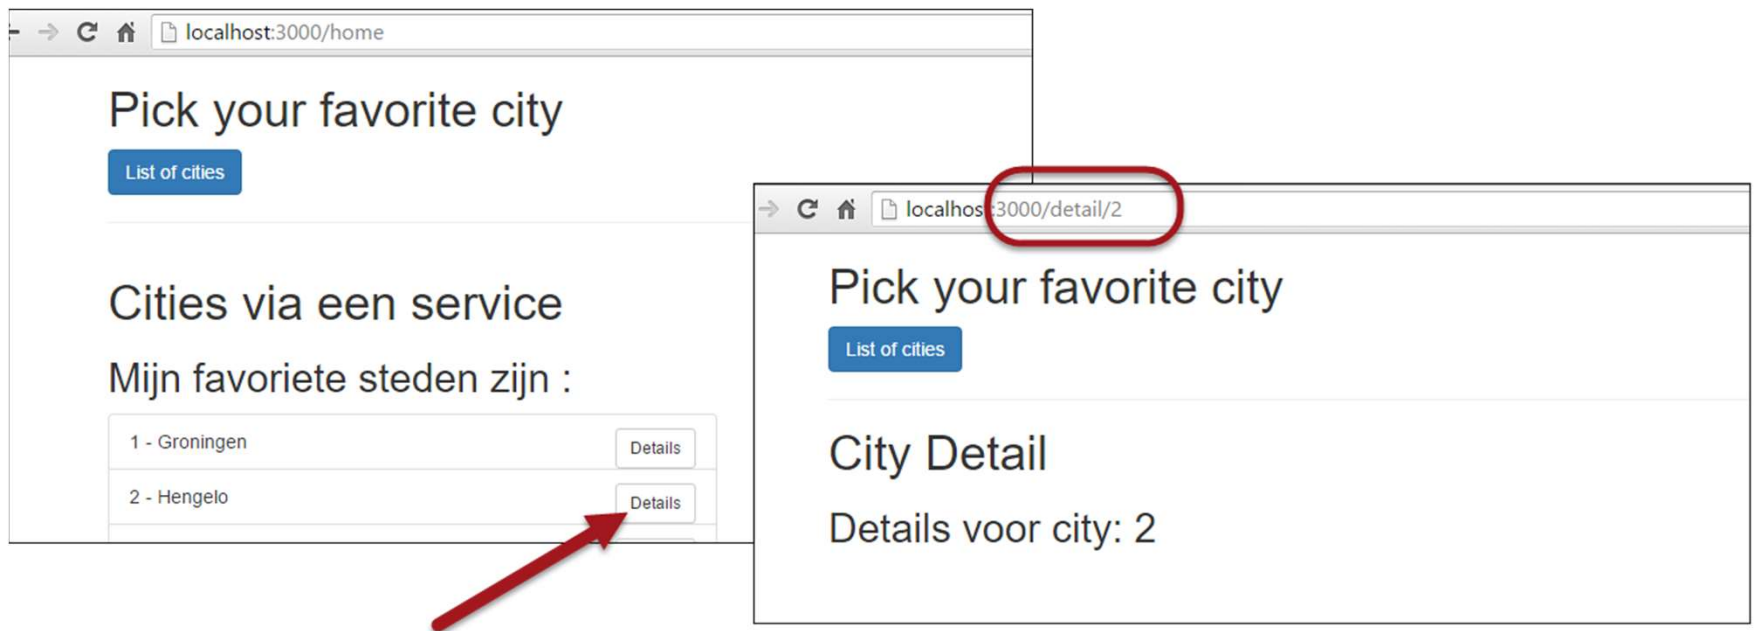 localhost:3000/home
Pick your favorite city
List of cities
Cities via een service
Mijn favoriete steden zijn :
1 - Groningen
Details
2 - Hengelo
Details
localhos:3000/detail/2
Pick your favorite city
List of cities
City Detail
Details voor city: 2